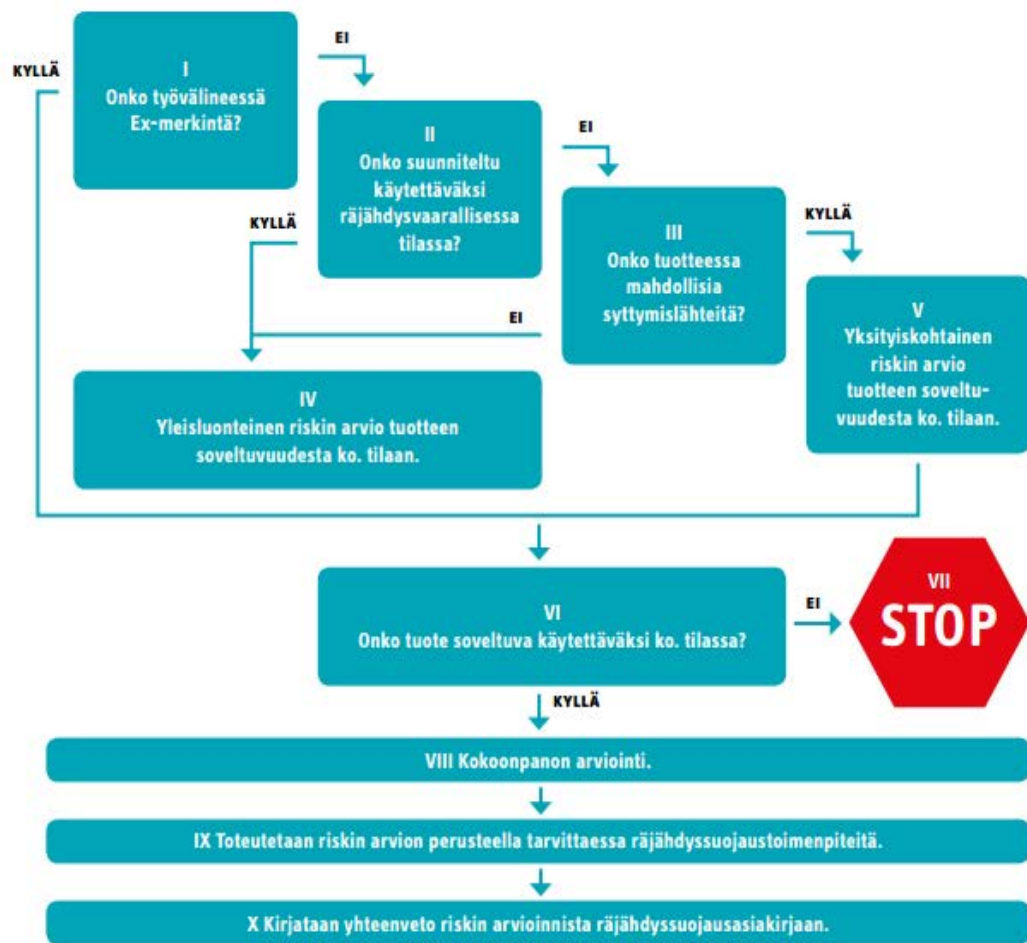 KYLLÄ
I
Onko työvälineessä
Ex-merkintä?
EI
II
Onko suunniteltu
käytettäväksi
räjähdysvaarallisessa
tilassa?
KYLLÄ
EI
III
Onko tuotteessa
mahdollisia
syttymislähteitä?
EI
KYLLÄ
IV
Yleisluonteinen riskin arvio tuotteen
soveltuvuudesta ko. tilaan.
V
Yksityiskohtainen
riskin arvio
tuotteen soveltu-
vuudesta ko. tilaan.
VI
Onko tuote soveltuva käytettäväksi ko. tilassa?
EI
VII
STOP
KYLLÄ
VIII Kokoonpanon arviointi.
IX Toteutetaan riskin arvion perusteella tarvittaessa räjähdyssuojaustoimenpiteitä.
X Kirjataan yhteenveto riskin arvioinnista räjähdyssuojausasiakirjaan.